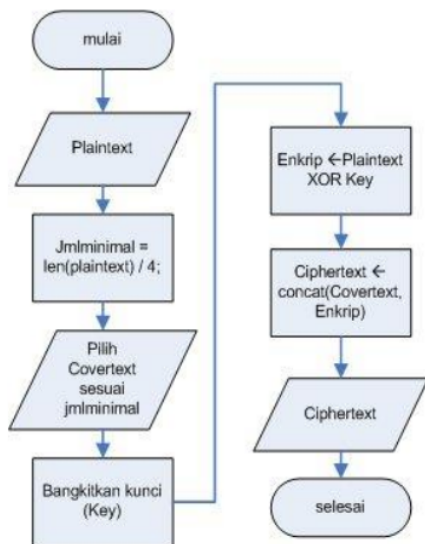 mulai
Plaintext
Jmlminimal =
len(plaintext) / 4;
Pilih
Covertext
sesuai
jmlminimal
Bangkitkan kunci
(Key)
Enkrip ←Plaintext
XOR Key
Ciphertext ←
concat(Covertext,
Enkrip)
Ciphertext
selesai